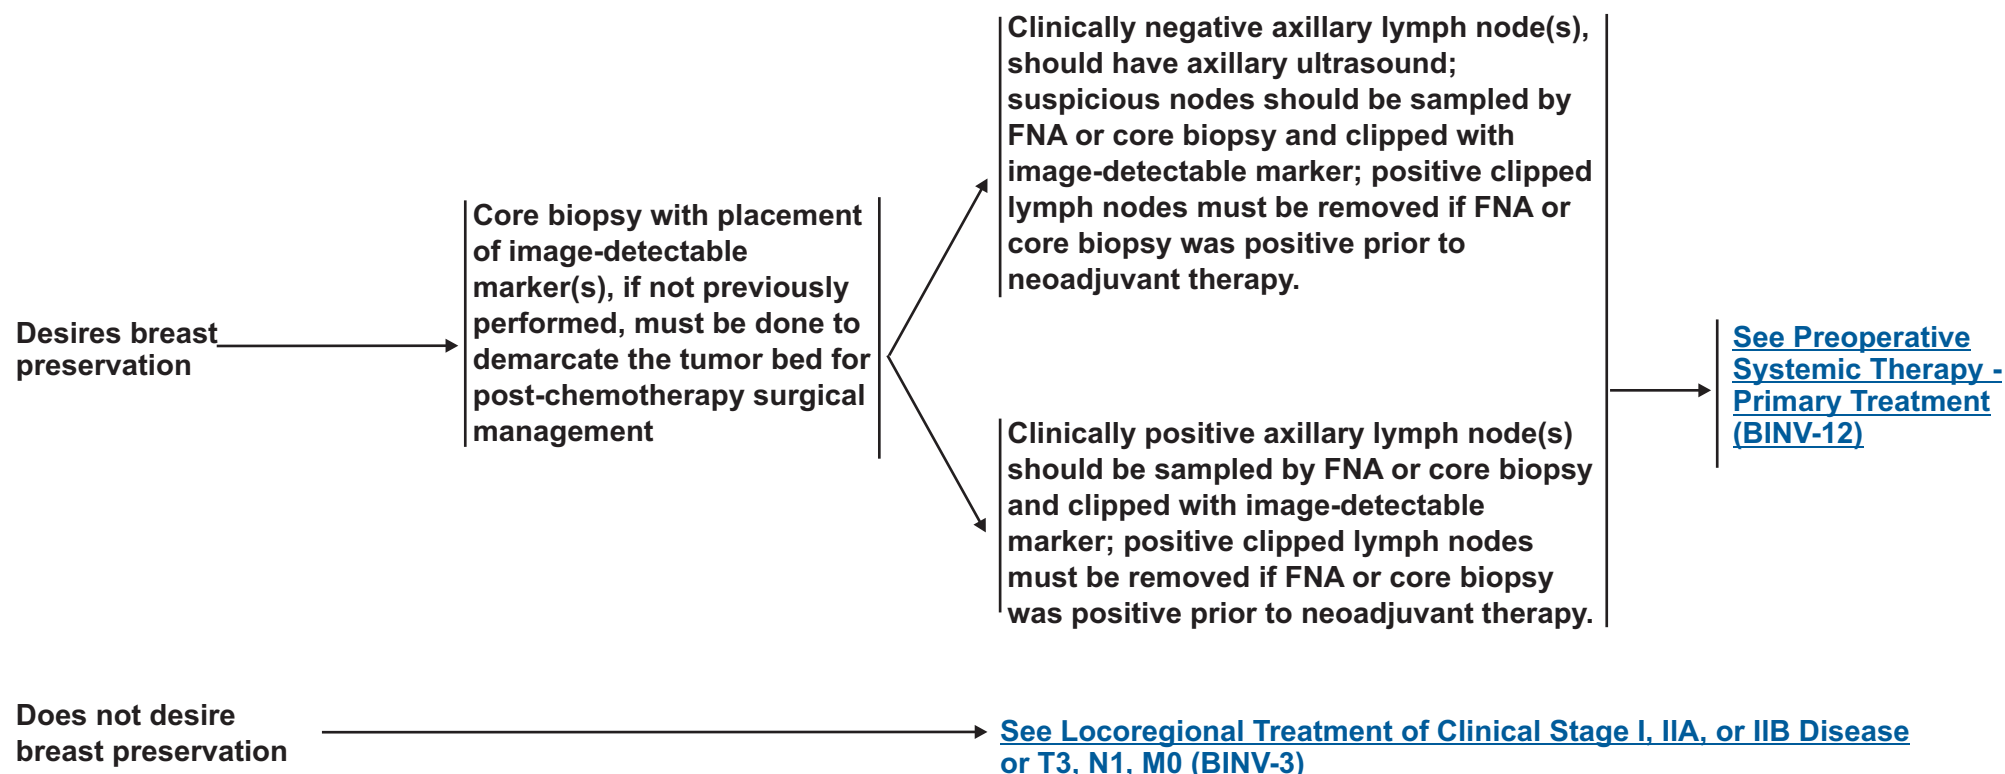 Desires breast
preservation
Core biopsy with placement
of image-detectable
marker(s), if not previously
performed, must be done to
demarcate the tumor bed for
post-chemotherapy surgical
management
Clinically negative axillary lymph node(s),
should have axillary ultrasound;
suspicious nodes should be sampled by
FNA or core biopsy and clipped with
image-detectable marker; positive clipped
lymph nodes must be removed if FNA or
core biopsy was positive prior to
neoadjuvant therapy.
Clinically positive axillary lymph node(s)
should be sampled by FNA or core biopsy
and clipped with image-detectable
marker; positive clipped lymph nodes
must be removed if FNA or core biopsy
was positive prior to neoadjuvant therapy.
See Preoperative
Systemic Therapy -
Primary Treatment
(BINV-12)
Does not desire
breast preservation
See Locoregional Treatment of Clinical Stage I, IIA, or IIB Disease
or T3, N1, M0 (BINV-3)